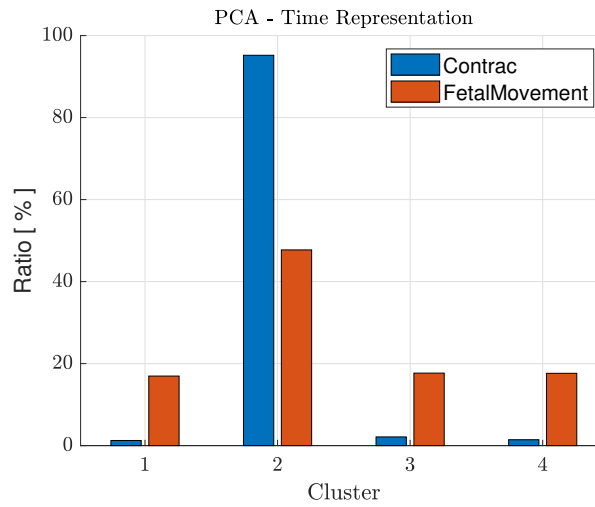 PCA - Time Representation
Contrac
FetalMovement
Ratio [ % ]
100
80
60
40
20
0
1 2 3 4
Cluster